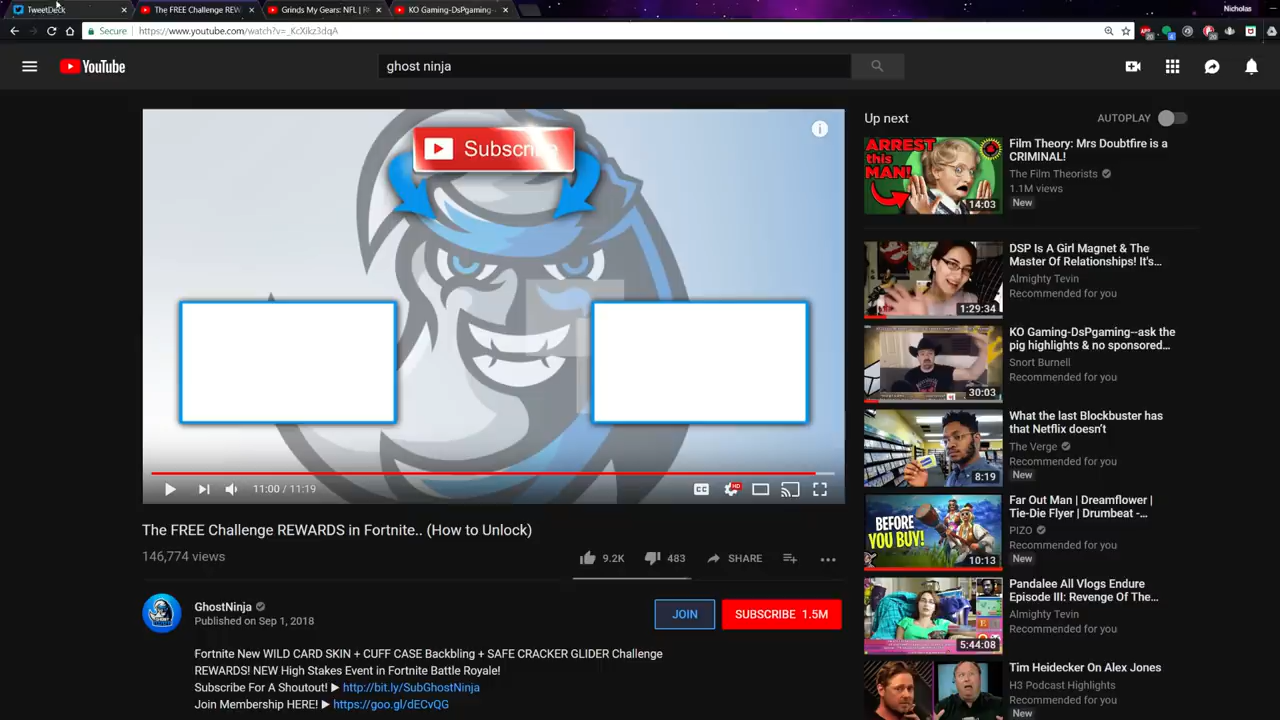 TweetDeck
The FREE Challenge REW
Grinds My Gears: NFL |
KO Gaming-DsPgaming-
Nicholas
Secure
https://www.youtube.com/watch?v=_KcXikz3dqA
YouTube
ghost ninja
Subscribe
11:00 / 11:19
CC
HD
The FREE Challenge REWARDS in Fortnite.. (How to Unlock)
146,774 views
9.2K
483
SHARE
GhostNinja
Published on Sep 1, 2018
JOIN
SUBSCRIBE 1.5M
Fortnite New WILD CARD SKIN + CUFF CASE Backbling + SAFE CRACKER GLIDER Challenge
REWARDS! NEW High Stakes Event in Fortnite Battle Royale!
Subscribe For A Shoutout! ► http://bit.ly/SubGhostNinja
Join Membership HERE! ► https://goo.gl/dECvQG
Up next
AUTOPLAY
ARREST
this
MAN!
14:03
Film Theory: Mrs Doubtfire is a
CRIMINAL!
The Film Theorists
1.1M views
New
1:29:34
DSP Is A Girl Magnet & The
Master Of Relationships! It's...
Almighty Tevin
Recommended for you
30:03
KO Gaming-DsPgaming--ask the
pig highlights & no sponsored...
Snort Burnell
Recommended for you
8:19
What the last Blockbuster has
that Netflix doesn't
The Verge
Recommended for you
New
BEFORE
YOU BUY!
10:13
Far Out Man | Dreamflower |
Tie-Die Flyer | Drumbeat -...
PIZO
Recommended for you
New
5:44:08
Pandalee All Vlogs Endure
Episode III: Revenge Of The...
Almighty Tevin
Recommended for you
Tim Heidecker On Alex Jones
H3 Podcast Highlights
Recommended for you
New